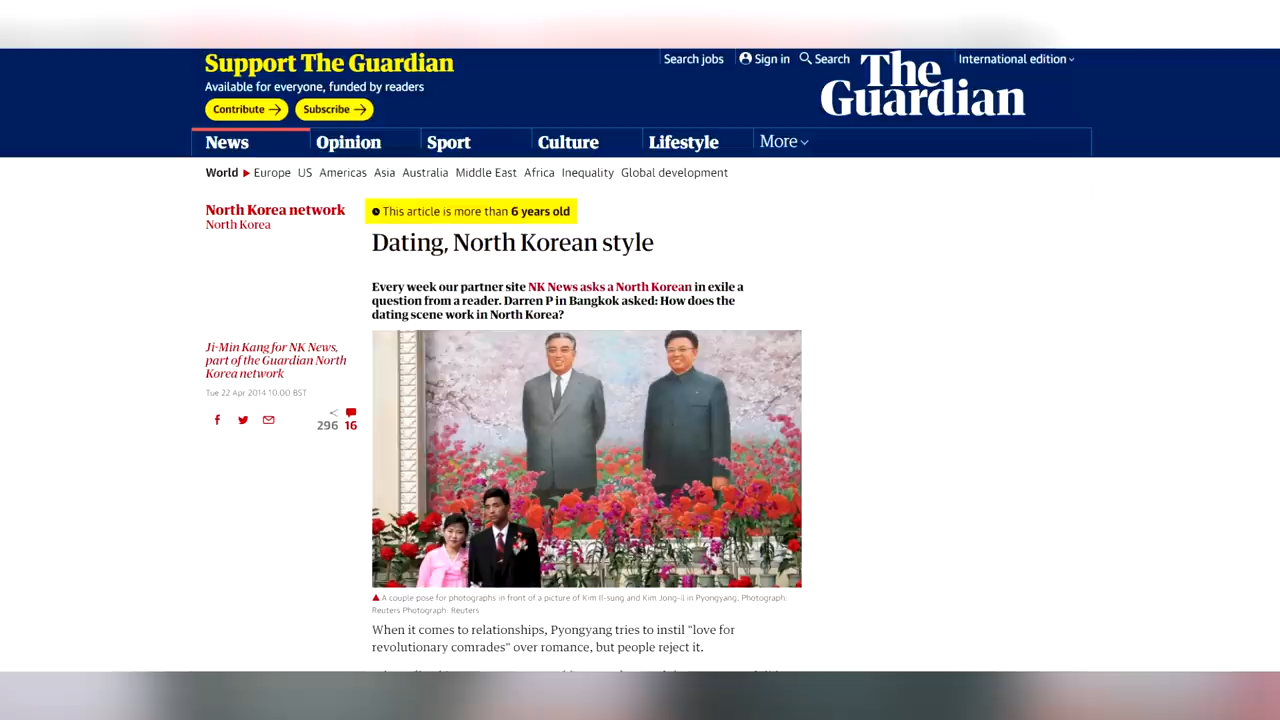 Support The Guardian
Available for everyone, funded by readers
Contribute
Subscribe
Search jobs
Sign in
Search
International edition
The
Guardian
News
Opinion
Sport
Culture
Lifestyle
More
World
Europe
US
Americas
Asia
Australia
Middle East
Africa
Inequality
Global development
North Korea network
North Korea
This article is more than 6 years old
Dating, North Korean style
Every week our partner site NK News asks a North Korean in exile a
question from a reader. Darren P in Bangkok asked: How does the
dating scene work in North Korea?
Ji-Min Kang for NK News,
part of the Guardian North
Korea network
Tue 22 Apr 2014 10.00 BST
296
16
A couple pose for photographs in front of a picture of Kim Il-sung and Kim Jong-il in Pyongyang. Photograph:
Reuters Photograph: Reuters
When it comes to relationships, Pyongyang tries to instil "love for
revolutionary comrades" over romance, but people reject it.